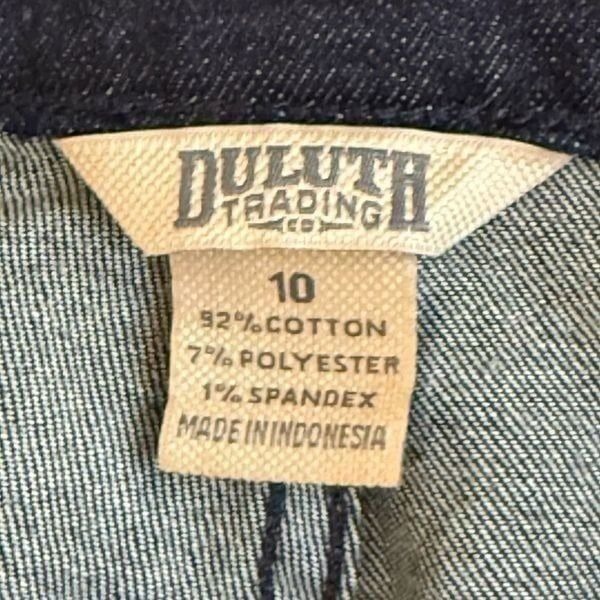 DULUTH
TRADING
CO
10
92% COTTON
7% POLYESTER
1% SPANDEX
MADE IN INDONESIA